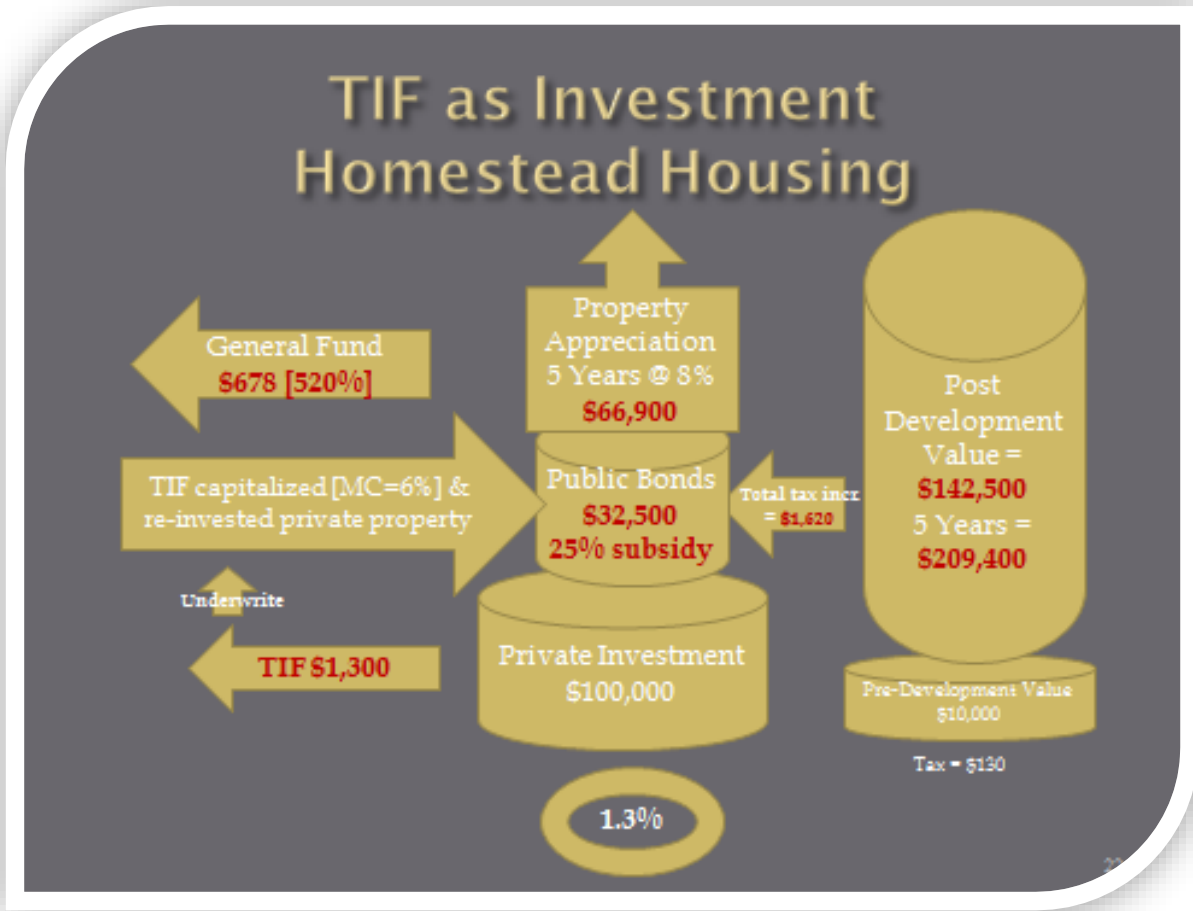 TIF as Investment
Homestead Housing
General Fund
$678 [520%]
Property
Appreciation
5 Years @ 8%
$66,900
Post
Development
Value =
$142,500
5 Years =
$209,400
TIF capitalized [MC=6%] &
re-invested private property
Public Bonds
$32,500
25% subsidy
Total tax incr.
= $1,620
Underwrite
TIF $1,300
Private Investment
$100,000
Pre-Development Value
$10,000
Tax = $130
1.3%